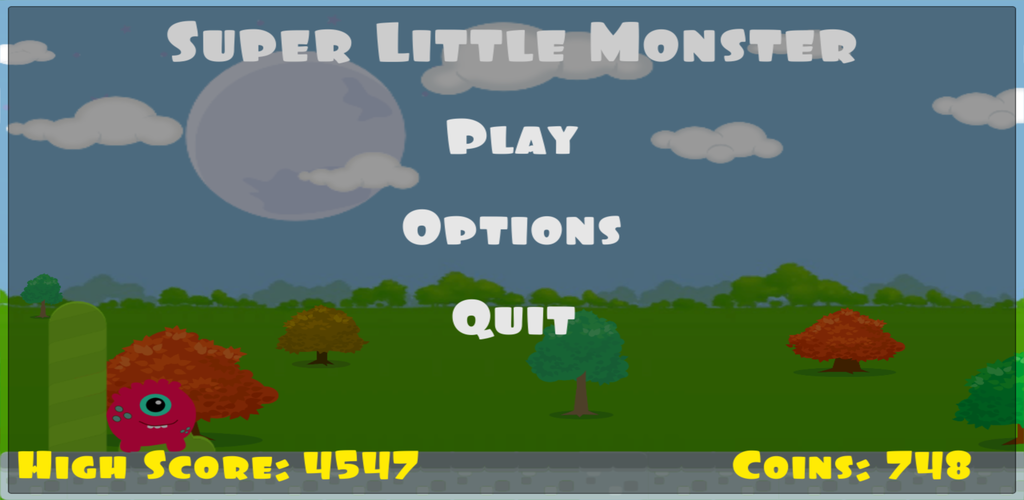 Super Little Monster
Play
Options
Quit
High Score: 4547
Coins: 748